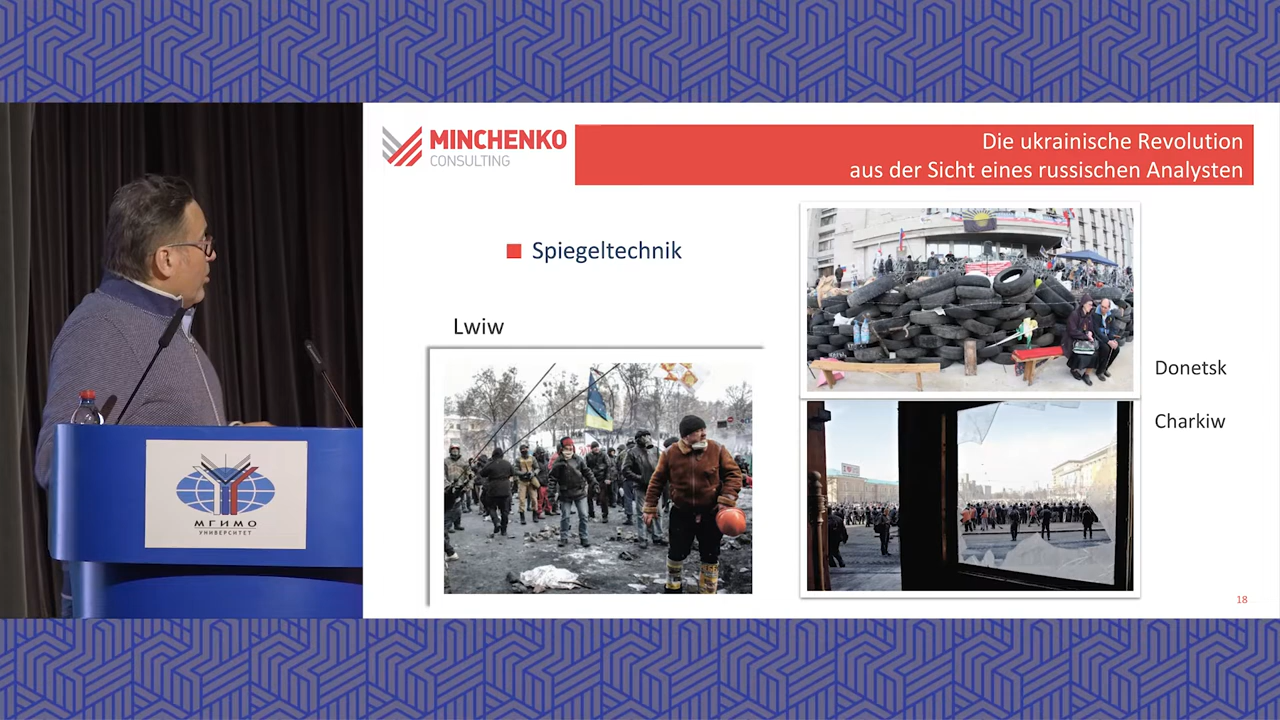 MINCHENKO
CONSULTING
Die ukrainische Revolution
aus der Sicht eines russischen Analysten
Spiegeltechnik
Lwiw
Donetsk
Charkiw
МГИМО
УНИВЕРСИТЕТ
18